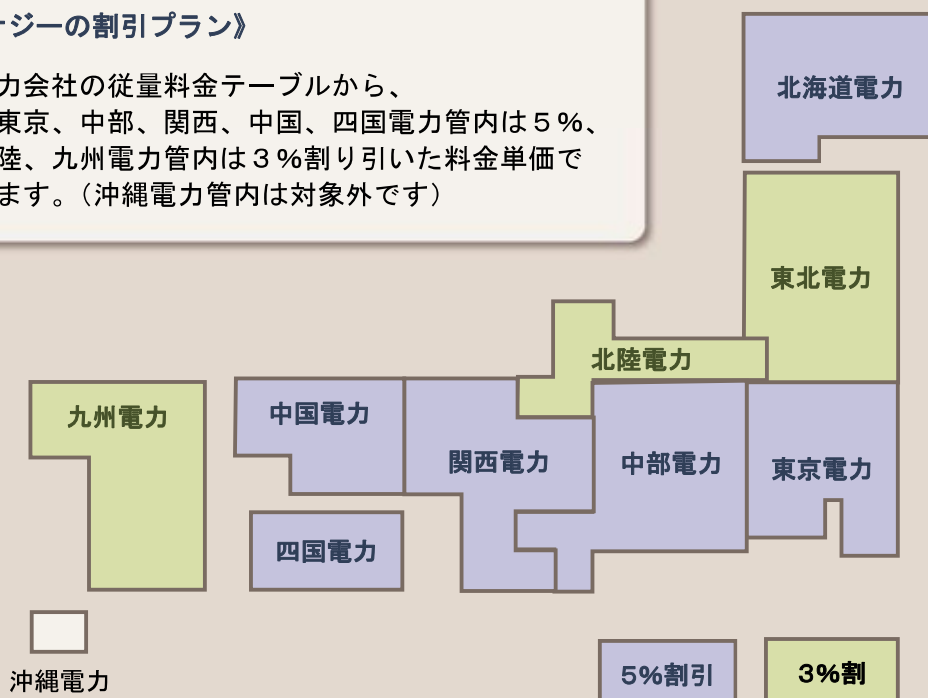 ジーの割引プラン》
力会社の従量料金テーブルから、
東京、中部、関西、中国、四国電力管内は５％、
陸、九州電力管内は３％割り引いた料金単価で
ます。（沖縄電力管内は対象外です）
北海道電力
東北電力
北陸電力
九州電力
中国電力
関西電力
中部電力
東京電力
四国電力
沖縄電力
5%割引
3%割